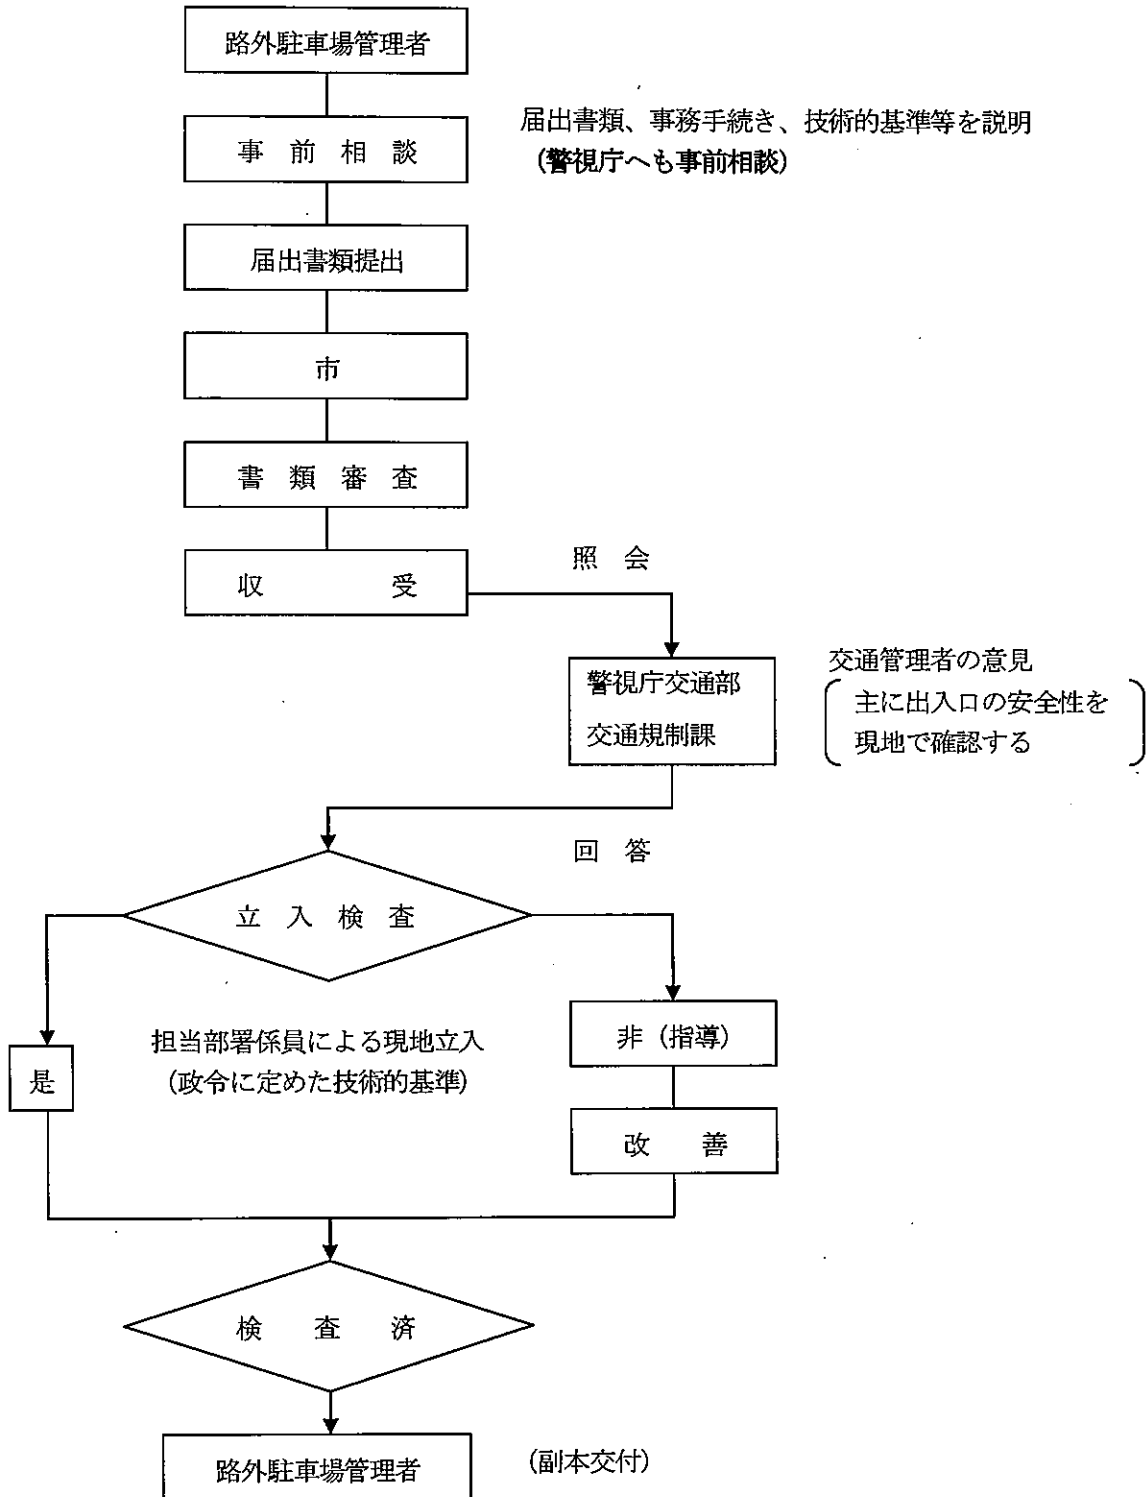 路外駐車場管理者
事 前 相 談
届出書類、事務手続き、技術的基準等を説明
(警視庁へも事前相談)
届出書類提出
市
書 類 審 査
収 受
照 会
警視庁交通部
交通規制課
交通管理者の意見
主に出入口の安全性を
現地で確認する
回 答
立 入 検 査
担当部署係員による現地立入
(政令に定めた技術的基準)
是
非(指導)
改 善
検 査 済
路外駐車場管理者
(副本交付)